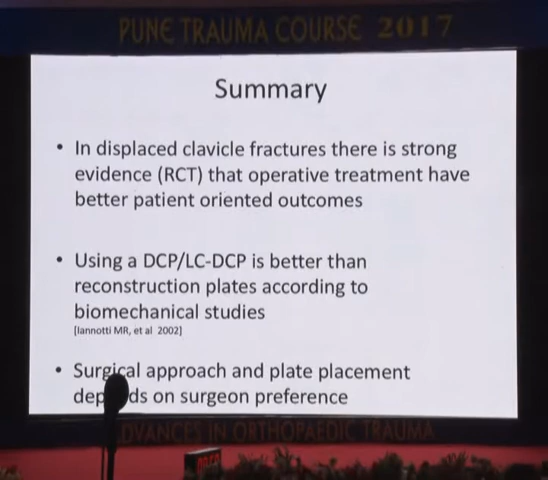 PUNE TRAUMA COURSE 2017
Summary
• In displaced clavicle fractures there is strong
evidence (RCT) that operative treatment have
better patient oriented outcomes
• Using a DCP/LC-DCP is better than
reconstruction plates according to
biomechanical studies
[Iannotti MR, et al 2002]
• Surgical approach and plate placement
on surgeon preference
ADVANCES IN ORTHOPAEDIC TRAUMA